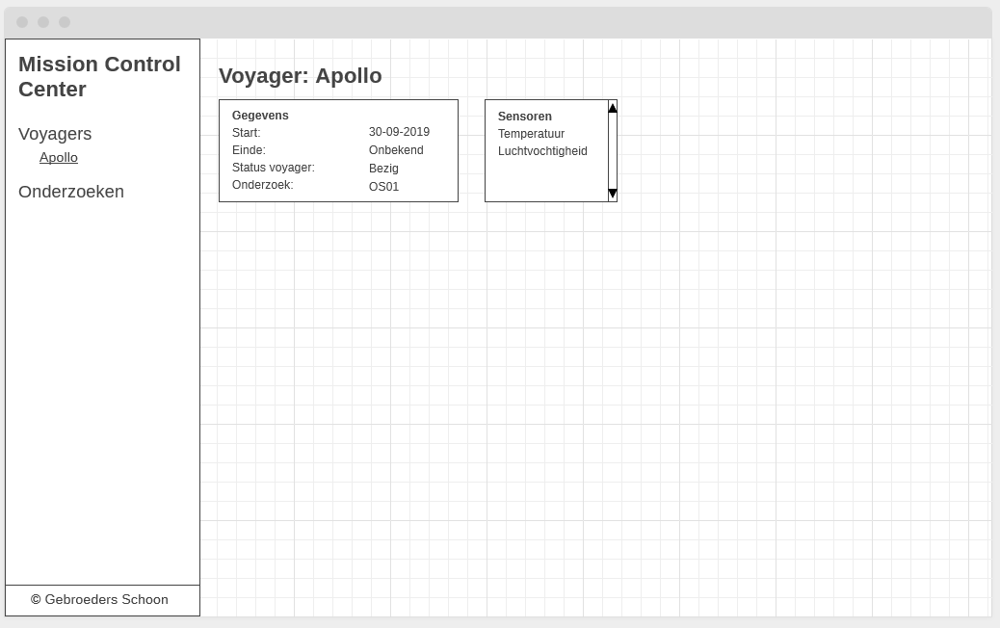 Mission Control
Center
Voyagers
Apollo
Onderzoeken
© Gebroeders Schoon
Voyager: Apollo
Gegevens
Start: 30-09-2019
Einde: Onbekend
Status voyager: Bezig
Onderzoek: OS01
Sensoren
Temperatuur
Luchtvochtigheid